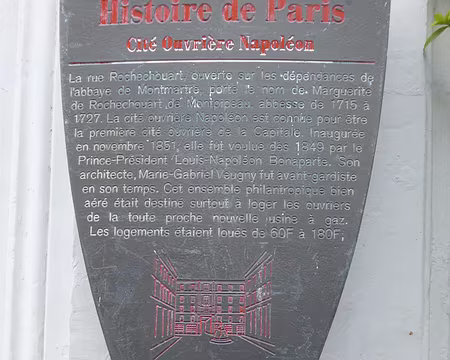 Histoire de Paris
Cité Ouvrière Napoléon
La rue Rochechouart, ouverte sur les dépendances de
l'abbaye de Montmartre, porte le nom de Marguerite
de Rochechouart de Montpipeau, abbesse de 1715 à
1727. La cité ouvrière Napoléon est connue pour être
la première cité ouvrière de la Capitale. Inaugurée
en novembre 1851, elle fut voulue dès 1849 par le
Prince-Président Louis-Napoléon Bonaparte. Son
architecte, Marie-Gabriel Veugny fut avant-gardiste
en son temps. Cet ensemble philantropique bien
aéré était destiné surtout à loger les ouvriers
de la toute proche nouvelle usine à gaz.
Les logements étaient loués de 60F à 180F.